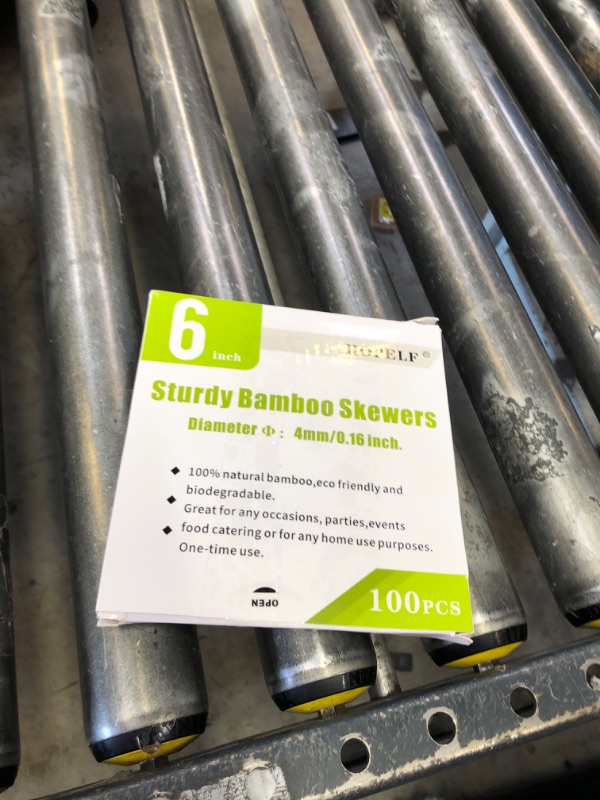 6 inch
HOPELF®
Sturdy Bamboo Skewers
Diameter Φ : 4mm/0.16 inch.
◆ 100% natural bamboo,eco friendly and
biodegradable.
◆ Great for any occasions, parties,events
◆ food catering or for any home use purposes.
One-time use.
OPEN
100PCS